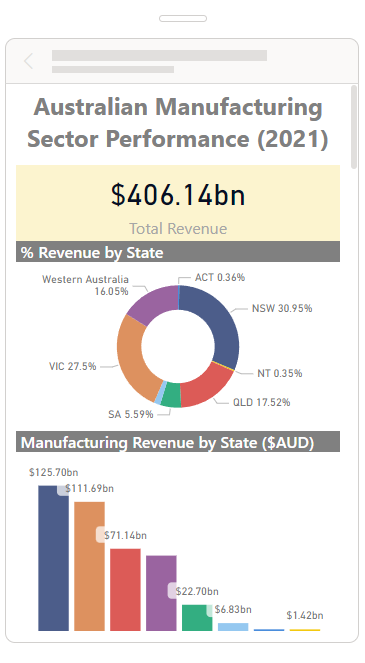 Australian Manufacturing
Sector Performance (2021)
$406.14bn
Total Revenue
% Revenue by State
ACT 0.36%
Western Australia
16.05%
NSW 30.95%
VIC 27.5%
NT 0.35%
QLD 17.52%
SA 5.59%
Manufacturing Revenue by State ($AUD)
$125.70bn
$111.69bn
$71.14bn
$22.70bn
$6.83bn
$1.42bn